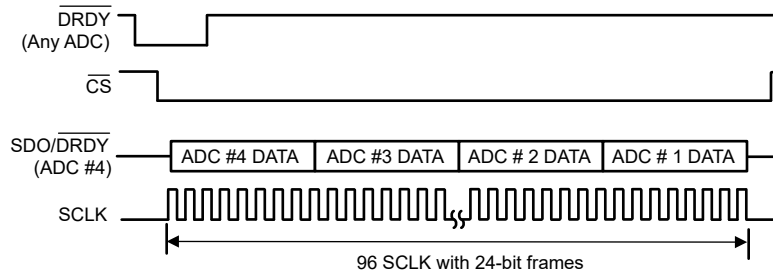 DRDY
(Any ADC)
CS
SDO/DRDY
(ADC #4)
ADC #4 DATA
ADC #3 DATA
ADC # 2 DATA
ADC # 1 DATA
SCLK
96 SCLK with 24-bit frames